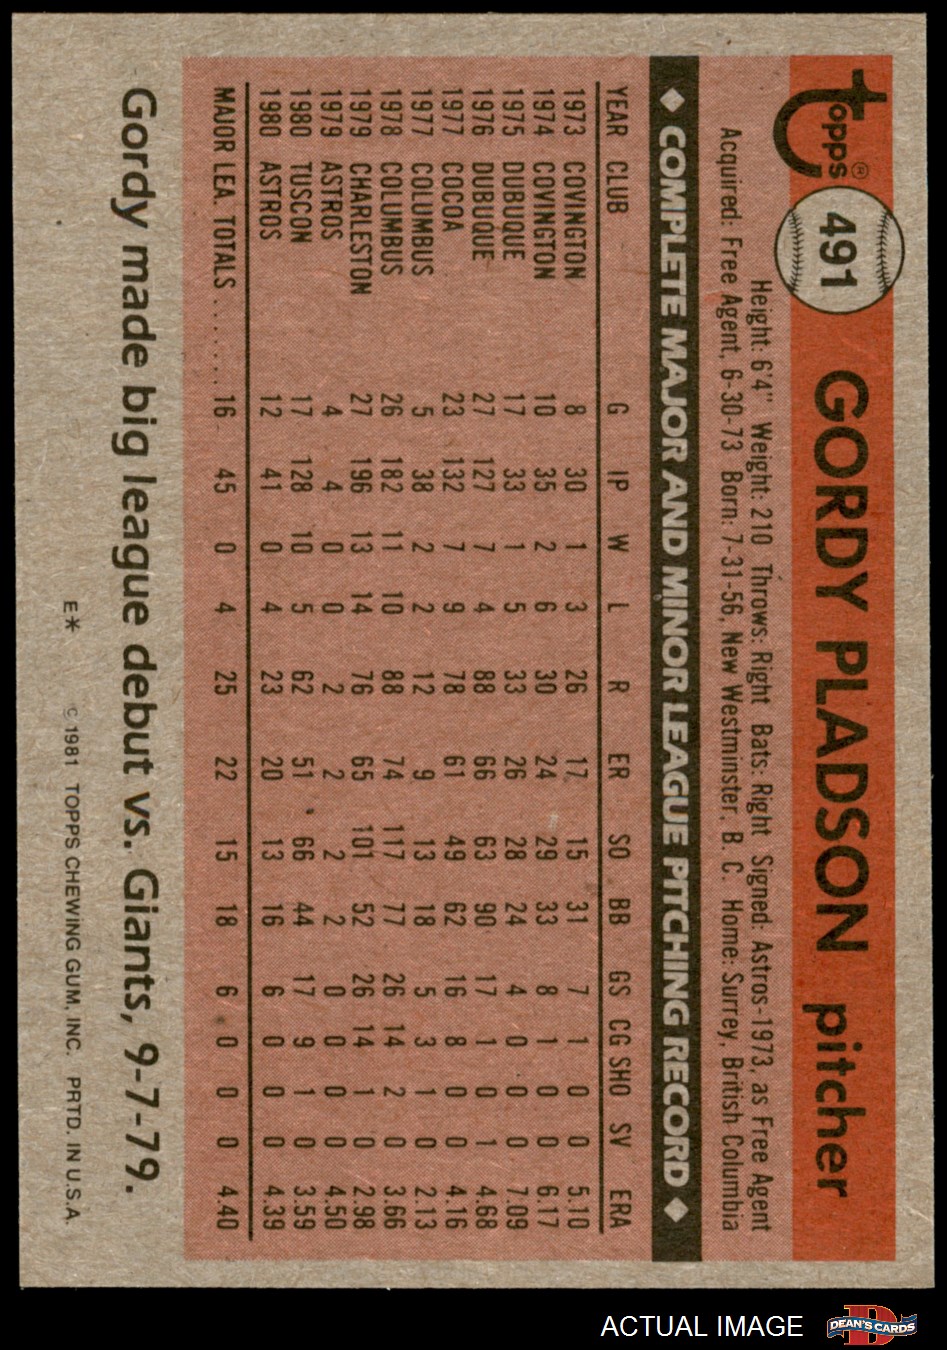 Topps®
491 GORDY PLADSON pitcher
Height: 6'4" Weight: 210 Throws: Right Bats: Right Signed: Astros-1973, as Free Agent
Acquired: Free Agent, 6-30-73 Born: 7-31-56, New Westminster, B. C. Home: Surrey, British Columbia
◆ COMPLETE MAJOR AND MINOR LEAGUE PITCHING RECORD ◆
YEAR CLUB G IP W L R ER SO BB GS CG SHO SV ERA
1973 COVINGTON 8 30 1 3 26 17 15 31 7 1 0 0 5.10
1974 COVINGTON 10 35 2 6 30 24 29 33 8 1 0 0 6.17
1975 DUBUQUE 17 33 1 5 33 26 28 24 4 0 0 0 7.09
1976 DUBUQUE 27 127 7 4 88 66 63 90 17 1 0 1 4.68
1977 COCOA 23 132 7 9 78 61 49 62 16 8 0 0 4.16
1977 COLUMBUS 5 38 2 2 12 9 13 18 5 3 1 0 2.13
1978 COLUMBUS 26 182 11 10 88 74 117 77 26 14 2 0 3.66
1979 CHARLESTON 27 196 13 14 76 65 101 52 26 14 1 0 2.98
1979 ASTROS 4 4 0 0 2 2 2 2 0 0 0 0 4.50
1980 TUSCON 17 128 10 5 62 51 66 44 17 9 1 0 3.59
1980 ASTROS 12 41 0 4 23 20 13 16 6 0 0 0 4.39
MAJOR LEA. TOTALS ........ 16 45 0 4 25 22 15 18 6 0 0 0 4.40
Gordy made big league debut vs. Giants, 9-7-79.
E* © 1981 TOPPS CHEWING GUM, INC. PRTD. IN U.S.A.
ACTUAL IMAGE D DEAN'S CARDS